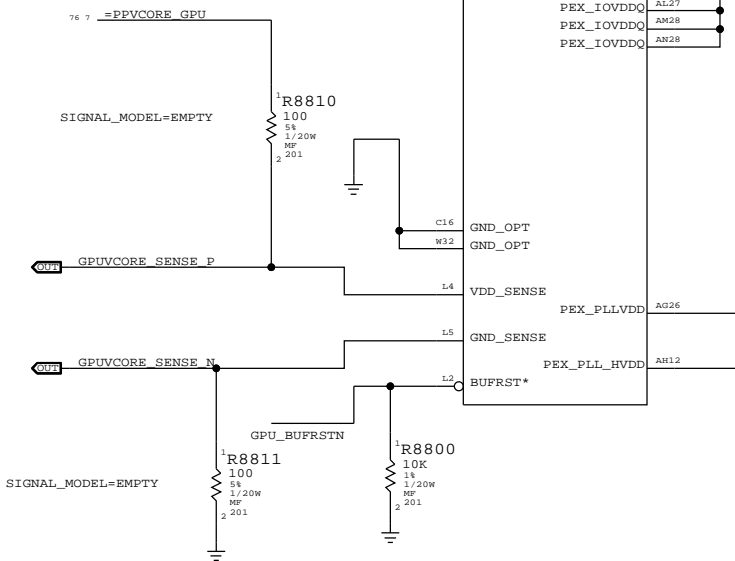 PEX_IOVDDQ AL27
76 7 =PPVCORE_GPU
PEX_IOVDDQ AM28
PEX_IOVDDQ AN28
1 R8810
100
SIGNAL_MODEL=EMPTY
5%
1/20W
MF
201
2
C16 GND_OPT
W32 GND_OPT
OUT GPUVCORE_SENSE_P
L4 VDD_SENSE
PEX_PLLVDD AG26
L5 GND_SENSE
OUT GPUVCORE_SENSE_N
PEX_PLL_HVDD AH12
L2 BUFRST*
GPU_BUFRSTN
1 R8800
10K
1%
1/20W
MF
201
2
1 R8811
100
SIGNAL_MODEL=EMPTY
5%
1/20W
MF
201
2